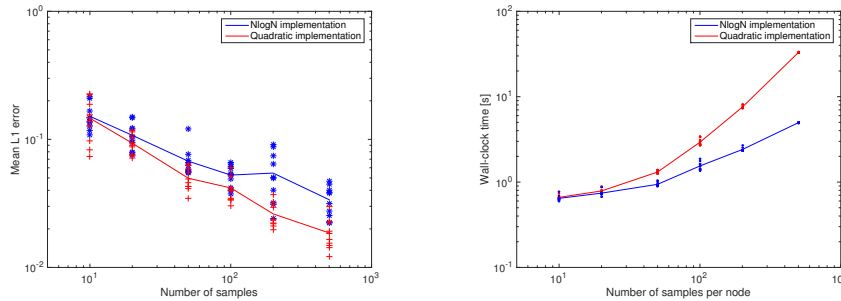 NlogN implementation
Quadratic implementation
10^0
10^-1
10^-2
Mean L1 error
10^1
10^2
10^3
Number of samples
NlogN implementation
Quadratic implementation
10^2
10^1
10^0
10^-1
Wall-clock time [s]
10^1
10^2
10^3
Number of samples per node